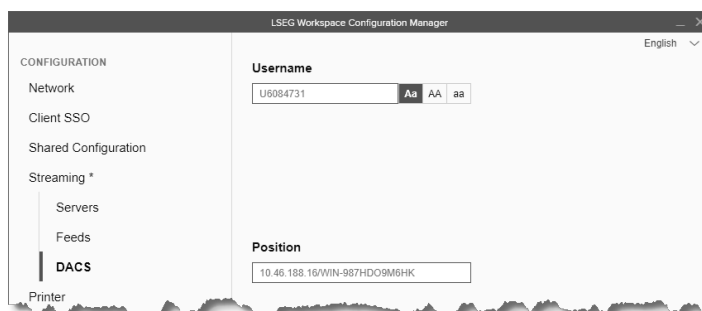 LSEG Workspace Configuration Manager
English
CONFIGURATION
Network
Client SSO
Shared Configuration
Streaming *
Servers
Feeds
DACS
Printer
Username
U6084731 Aa AA aa
Position
10.46.188.16/WIN-987HDO9M6HK